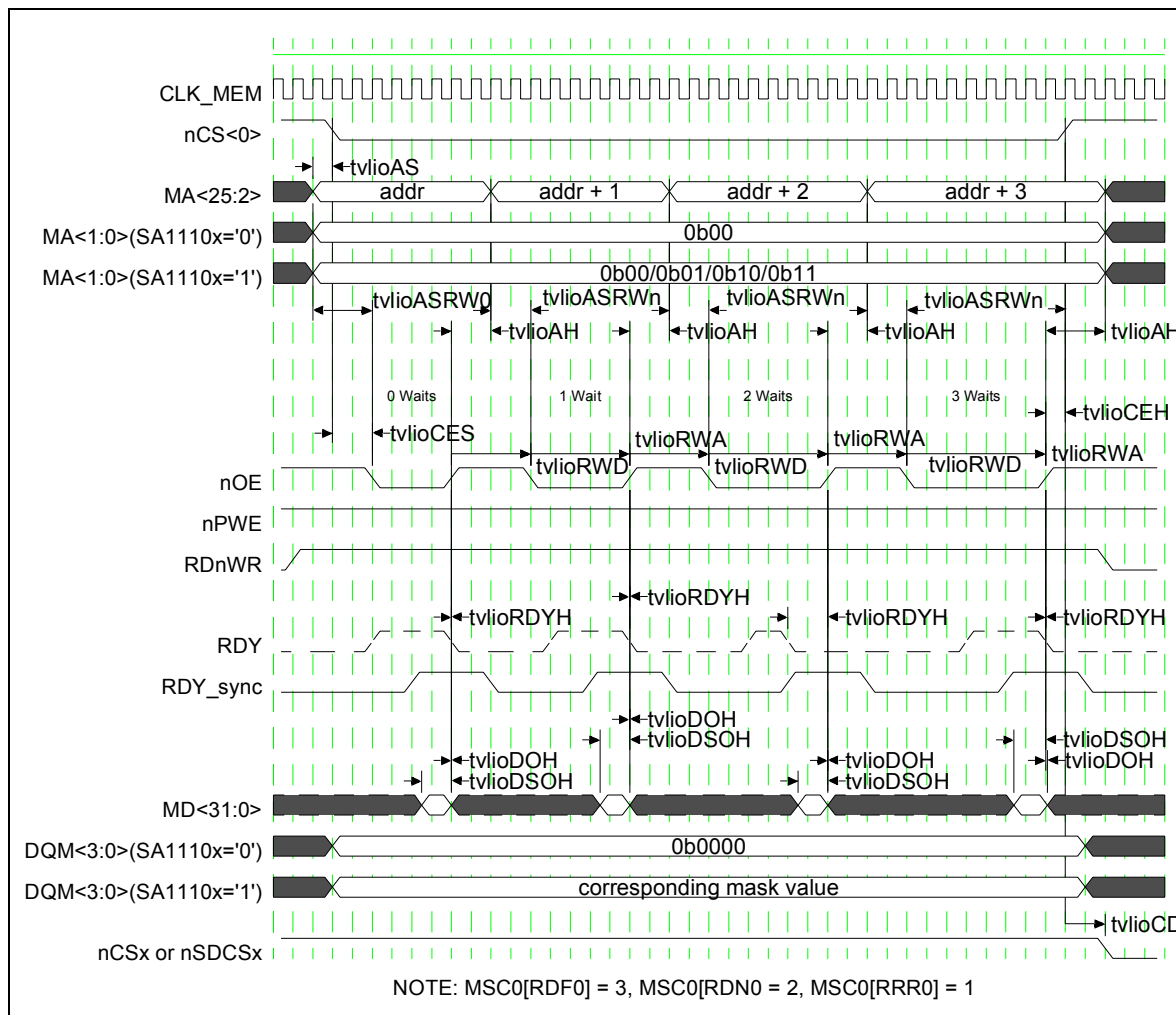 CLK_MEM
nCS<0>
tvlioAS
MA<25:2>
addr
addr + 1
addr + 2
addr + 3
MA<1:0>(SA1110x='0')
0b00
MA<1:0>(SA1110x='1')
0b00/0b01/0b10/0b11
tvlioASRW0
tvlioASRWn
tvlioASRWn
tvlioASRWn
tvlioAH
tvlioAH
tvlioAH
tvlioAH
0 Waits
1 Wait
2 Waits
3 Waits
tvlioCEH
tvlioCES
tvlioRWA
tvlioRWA
tvlioRWA
tvlioRWD
tvlioRWD
tvlioRWD
nOE
nPWE
RDnWR
tvlioRDYH
tvlioRDYH
tvlioRDYH
tvlioRDYH
RDY
RDY_sync
tvlioDOH
tvlioDSOH
tvlioDSOH
tvlioDOH
tvlioDOH
tvlioDOH
tvlioDSOH
tvlioDSOH
MD<31:0>
DQM<3:0>(SA1110x='0')
0b0000
DQM<3:0>(SA1110x='1')
corresponding mask value
tvlioCD
nCSx or nSDCSx
NOTE: MSC0[RDF0] = 3, MSC0[RDN0 = 2, MSC0[RRR0] = 1